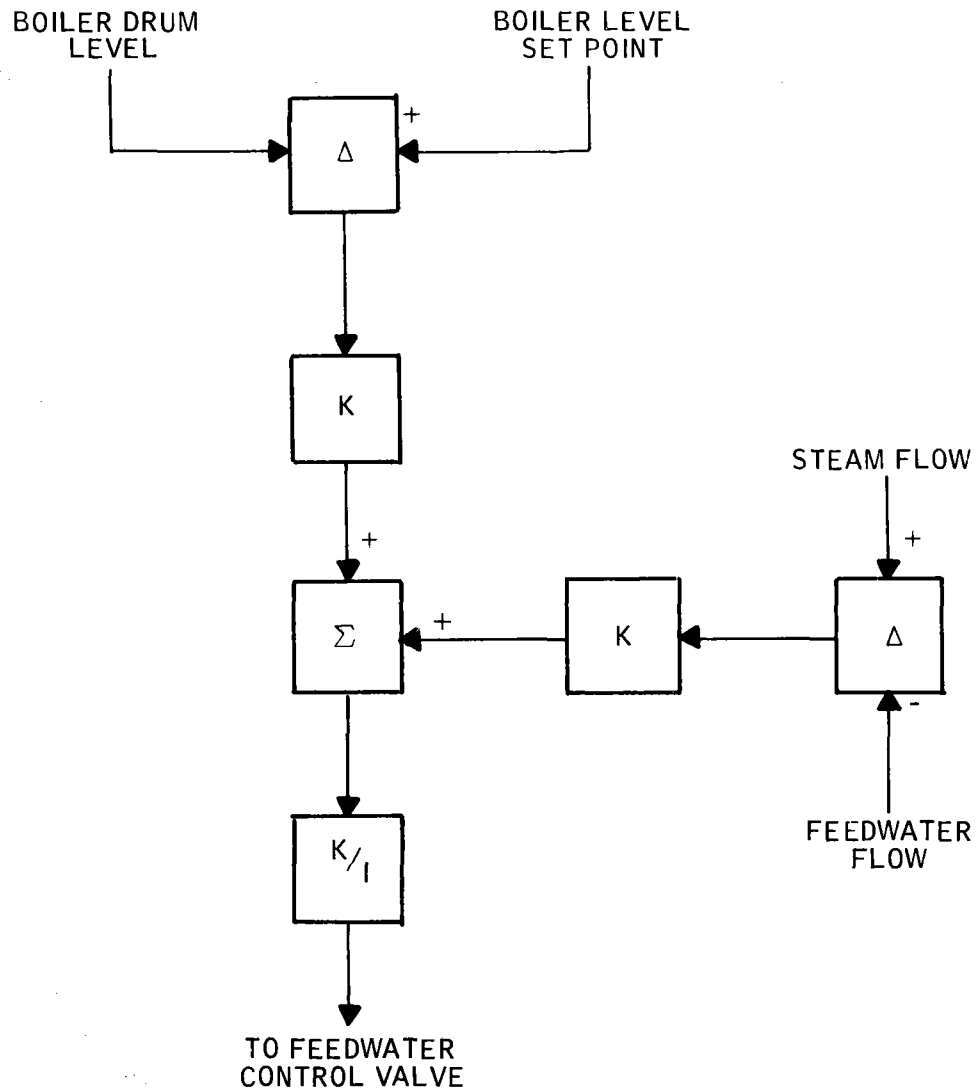 BOILER DRUM
LEVEL
BOILER LEVEL
SET POINT
+
Δ
K
STEAM FLOW
+
+
Σ
+
K
Δ
-
K/I
FEEDWATER
FLOW
TO FEEDWATER
CONTROL VALVE